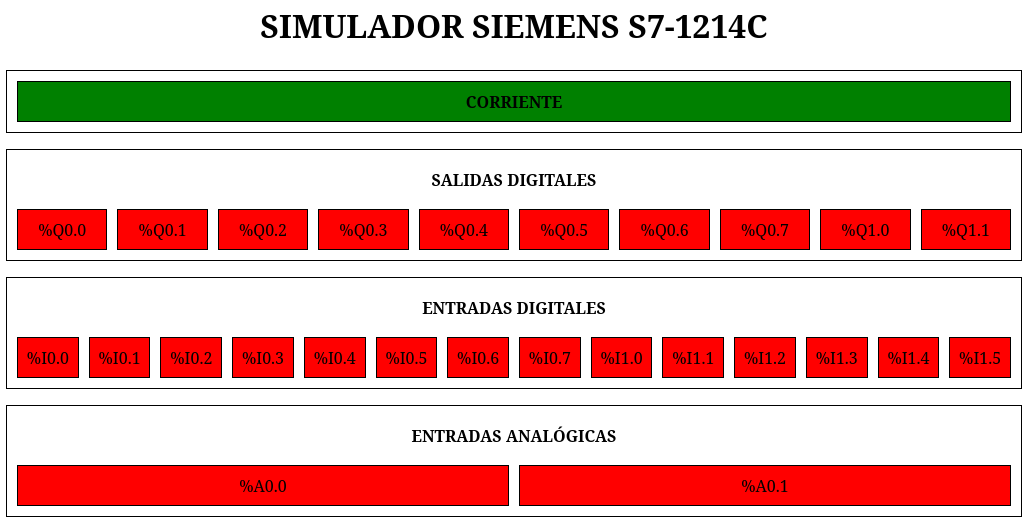 SIMULADOR SIEMENS S7-1214C
CORRIENTE
SALIDAS DIGITALES
%Q0.0 %Q0.1 %Q0.2 %Q0.3 %Q0.4 %Q0.5 %Q0.6 %Q0.7 %Q1.0 %Q1.1
ENTRADAS DIGITALES
%I0.0 %I0.1 %I0.2 %I0.3 %I0.4 %I0.5 %I0.6 %I0.7 %I1.0 %I1.1 %I1.2 %I1.3 %I1.4 %I1.5
ENTRADAS ANALÓGICAS
%A0.0 %A0.1